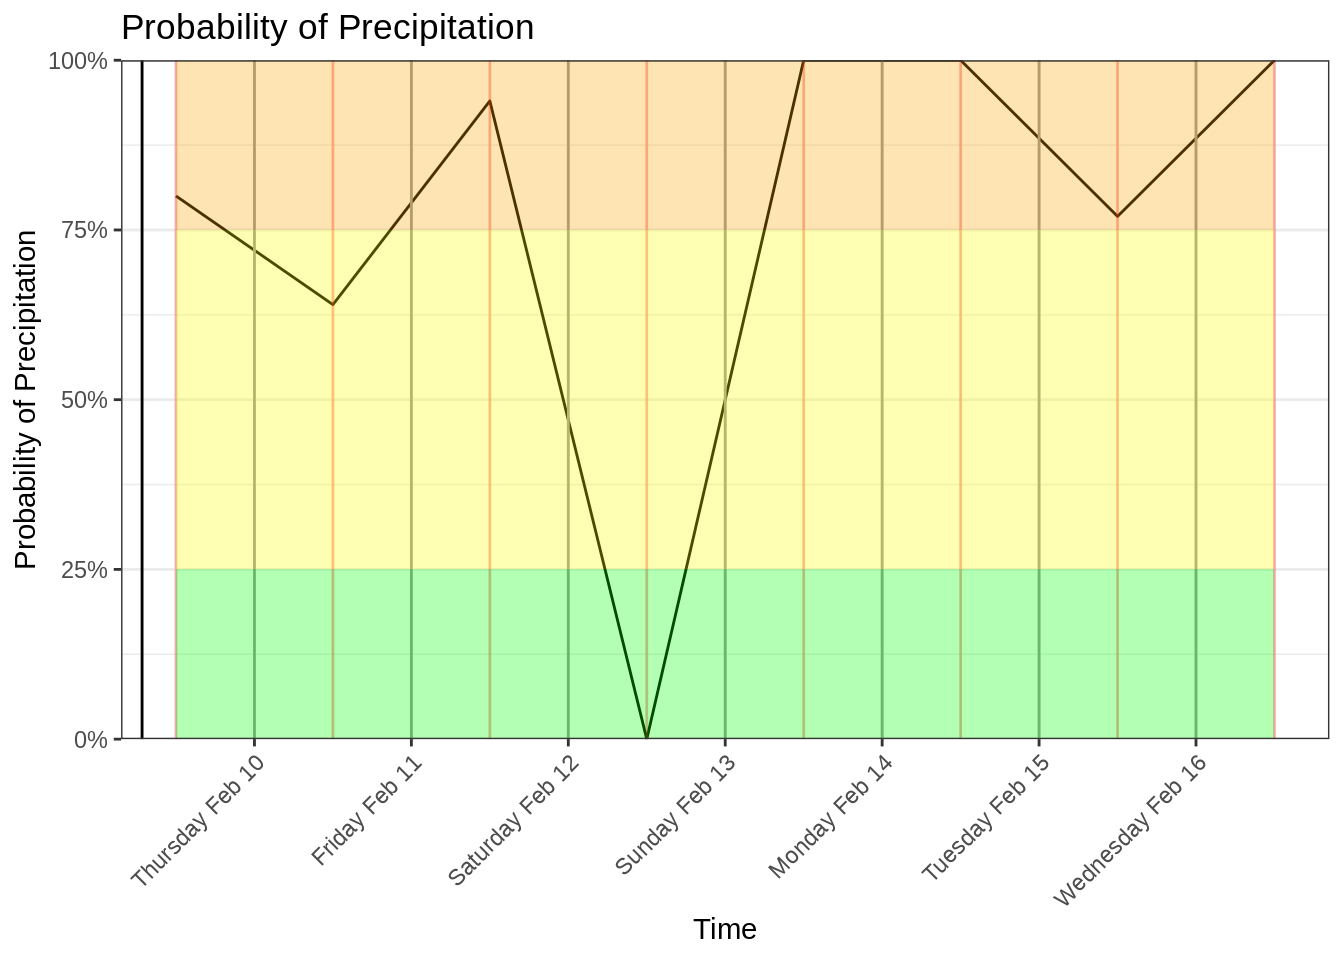 Probability of Precipitation
Probability of Precipitation
100%
75%
50%
25%
0%
Thursday Feb 10
Friday Feb 11
Saturday Feb 12
Sunday Feb 13
Monday Feb 14
Tuesday Feb 15
Wednesday Feb 16
Time